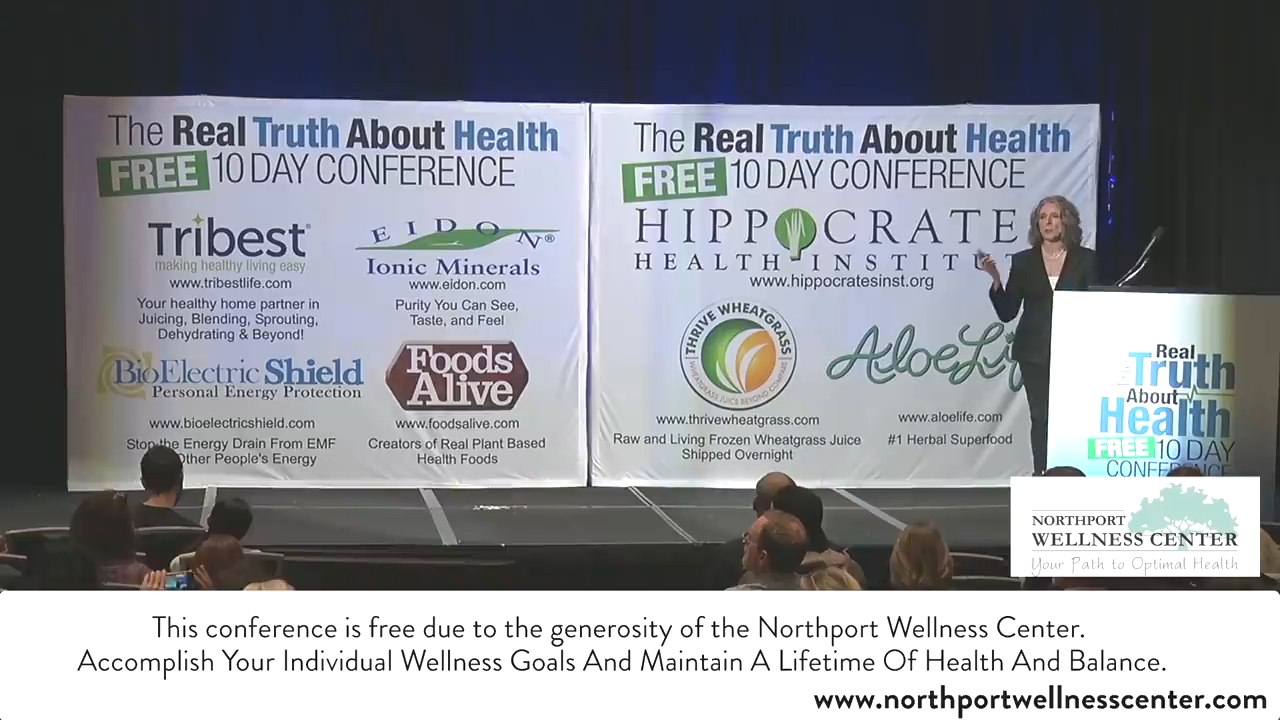 The Real Truth About Health
FREE 10 DAY CONFERENCE
Tribest
making healthy living easy
www.tribestlife.com
Your healthy home partner in
Juicing, Blending, Sprouting,
Dehydrating & Beyond!
EIDON®
Ionic Minerals
www.eidon.com
Purity You Can See,
Taste, and Feel
BioElectric Shield
Personal Energy Protection
www.bioelectricshield.com
Stop the Energy Drain From EMF
Other People's Energy
Foods
Alive
www.foodsalive.com
Creators of Real Plant Based
Health Foods
The Real Truth About Health
FREE 10 DAY CONFERENCE
HIPPOCRATE
HEALTH INSTITUT
www.hippocratesinst.org
THRIVE WHEATGRASS
WHEATGRASS JUICE BEYOND COMPARE
www.thrivewheatgrass.com
Raw and Living Frozen Wheatgrass Juice
Shipped Overnight
AloeLif
www.aloelife.com
#1 Herbal Superfood
Real
Truth
About
Health
FREE 10 DAY
CONFERENCE
NORTHPORT
WELLNESS CENTER
Your Path to Optimal Health
This conference is free due to the generosity of the Northport Wellness Center.
Accomplish Your Individual Wellness Goals And Maintain A Lifetime Of Health And Balance.
www.northportwellnesscenter.com